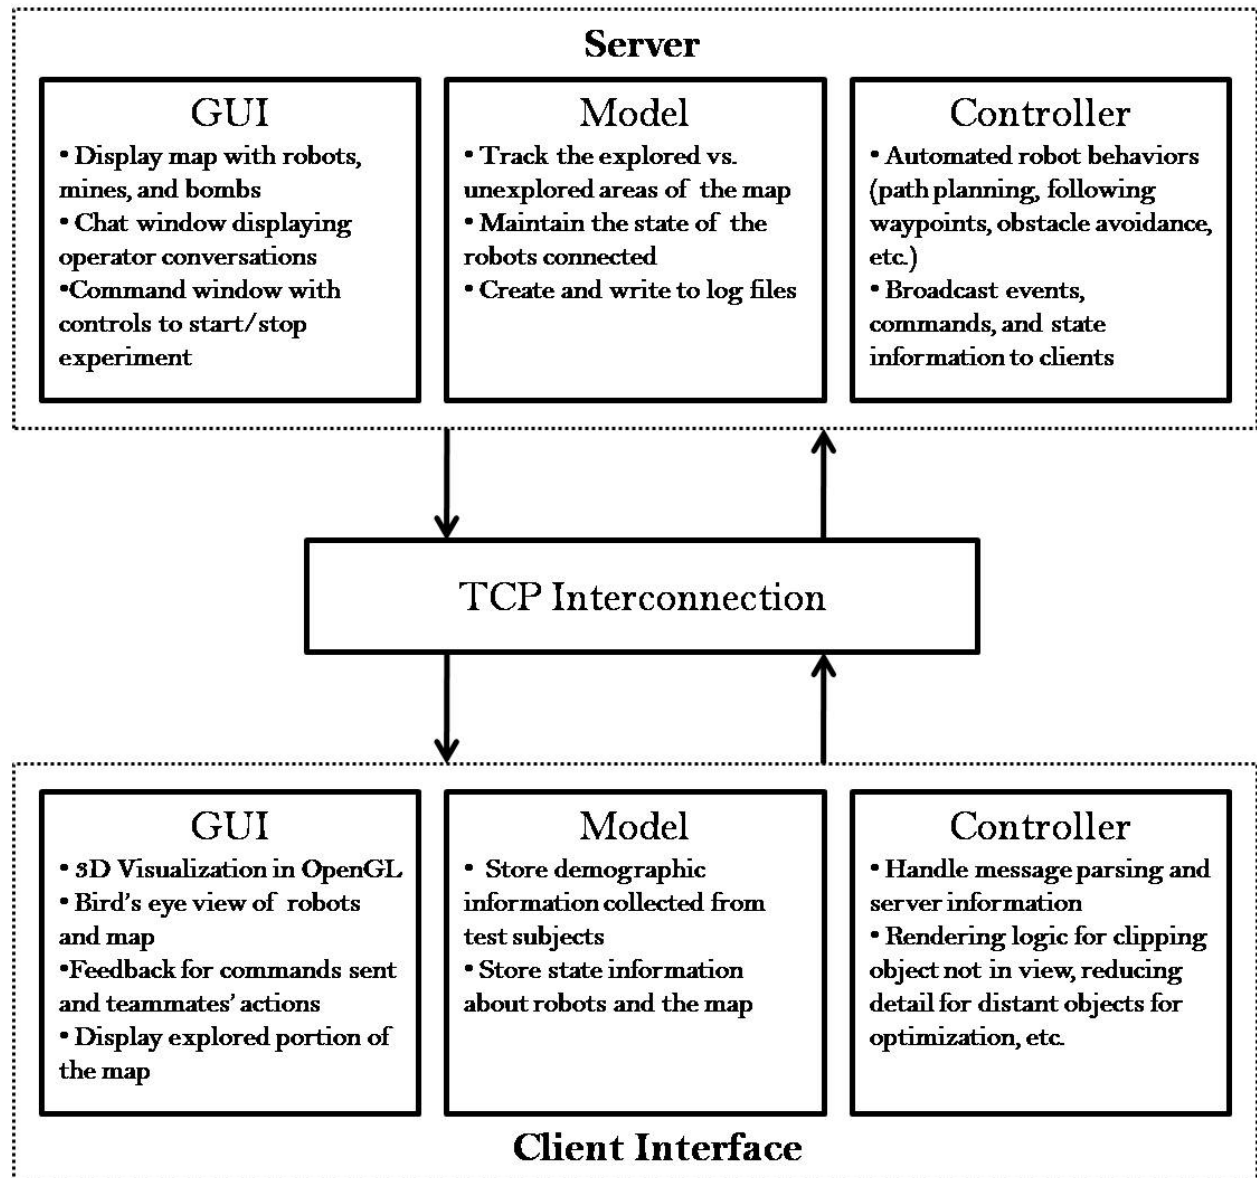 Server
GUI
• Display map with robots,
mines, and bombs
• Chat window displaying
operator conversations
•Command window with
controls to start/stop
experiment
Model
• Track the explored vs.
unexplored areas of the map
• Maintain the state of the
robots connected
• Create and write to log files
Controller
• Automated robot behaviors
(path planning, following
waypoints, obstacle avoidance,
etc.)
• Broadcast events,
commands, and state
information to clients
TCP Interconnection
GUI
• 3D Visualization in OpenGL
• Bird's eye view of robots
and map
•Feedback for commands sent
and teammates' actions
• Display explored portion of
the map
Model
• Store demographic
information collected from
test subjects
• Store state information
about robots and the map
Controller
• Handle message parsing and
server information
• Rendering logic for clipping
object not in view, reducing
detail for distant objects for
optimization, etc.
Client Interface